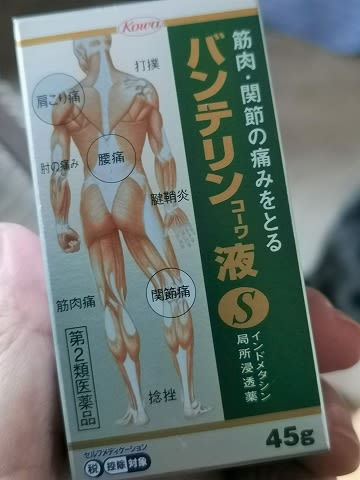 Kowa
筋肉・関節の痛みをとる
バンテリンコーワ液S
インドメタシン
局所浸透薬
打撲
肩こり痛
肘の痛み
腰痛
腱鞘炎
筋肉痛
関節痛
捻挫
第2類医薬品
セルフメディケーション
税 控除 対象
45g